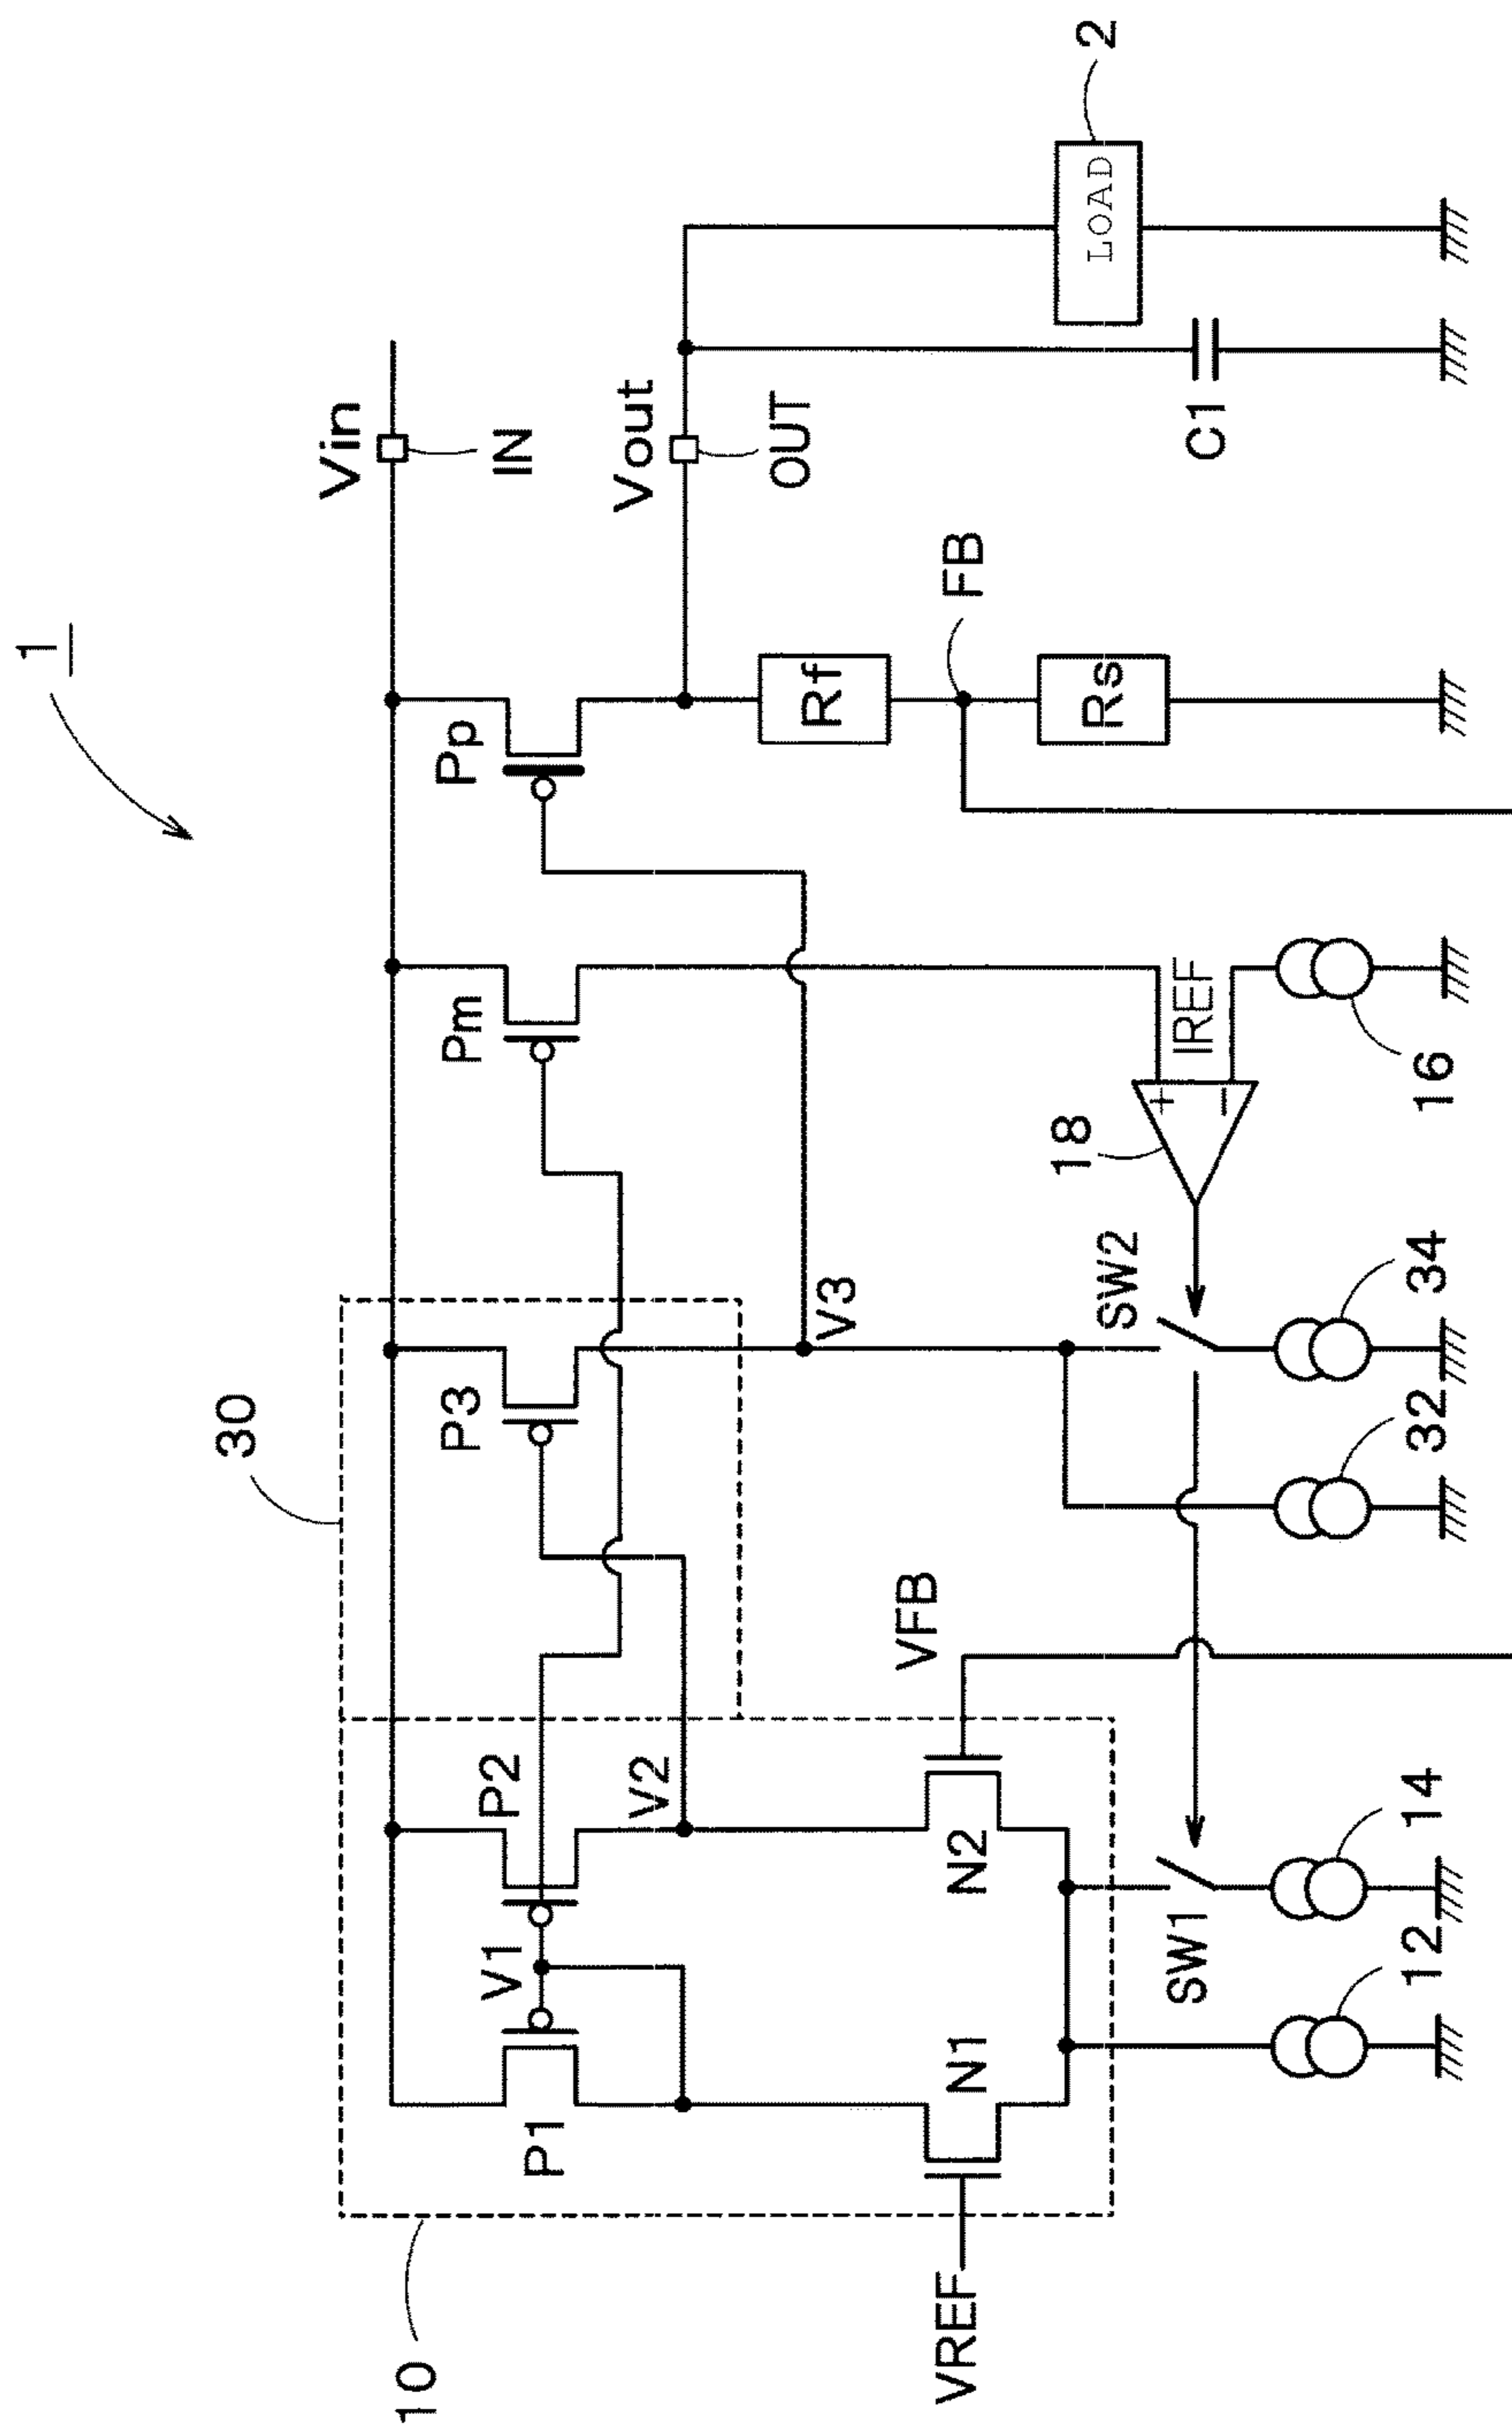 1
Vin
IN
30
10
P1
V1
P2
P3
Pm
Pp
Vout
OUT
V2
V3
Rf
FB
Rs
VREF
N1
N2
VFB
SW1
SW2
18
IREF
12
14
32
34
16
C1
LOAD
2